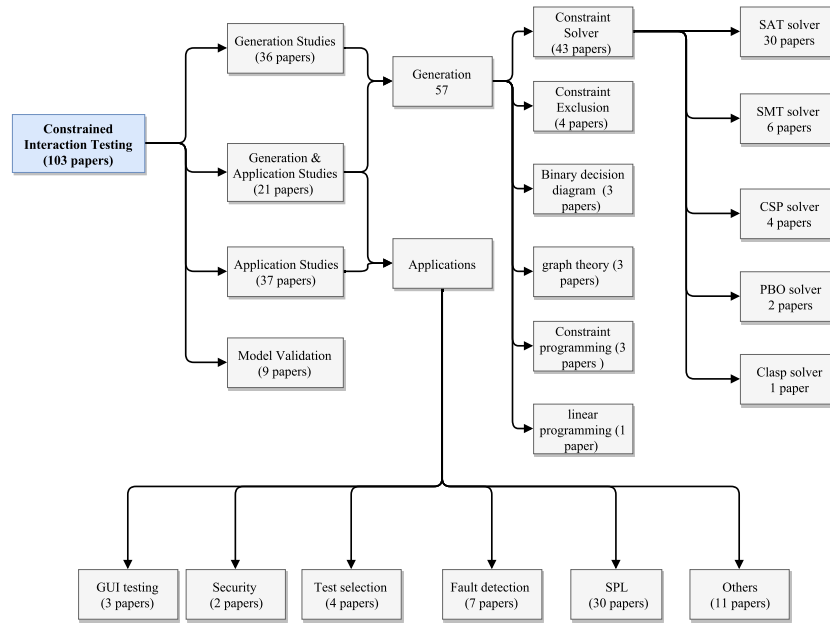 Constrained
Interaction Testing
(103 papers)
Generation Studies
(36 papers)
Generation &
Application Studies
(21 papers)
Application Studies
(37 papers)
Model Validation
(9 papers)
Generation
57
Applications
Constraint
Solver
(43 papers)
Constraint
Exclusion
(4 papers)
Binary decision
diagram (3
papers)
graph theory (3
papers)
Constraint
programming (3
papers )
linear
programming (1
paper)
SAT solver
30 papers
SMT solver
6 papers
CSP solver
4 papers
PBO solver
2 papers
Clasp solver
1 paper
GUI testing
(3 papers)
Security
(2 papers)
Test selection
(4 papers)
Fault detection
(7 papers)
SPL
(30 papers)
Others
(11 papers)